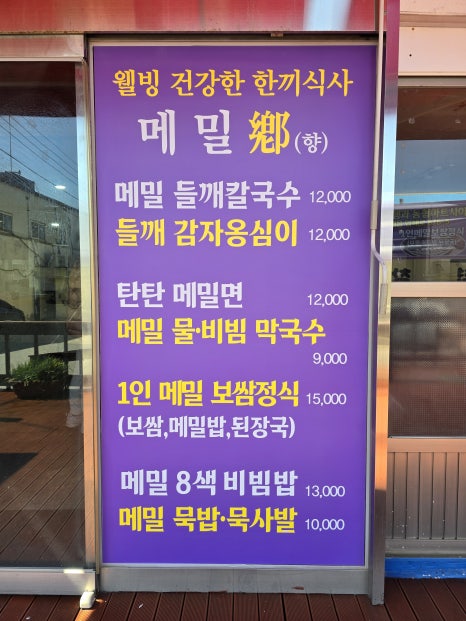 웰빙 건강한 한끼식사
메밀 鄕(향)
메밀 들깨칼국수 12,000
들깨 감자옹심이 12,000
탄탄 메밀면 12,000
메밀 물·비빔 막국수
9,000
1인 메밀 보쌈정식 15,000
(보쌈,메밀밥,된장국)
메밀 8색 비빔밥 13,000
메밀 묵밥·묵사발 10,000